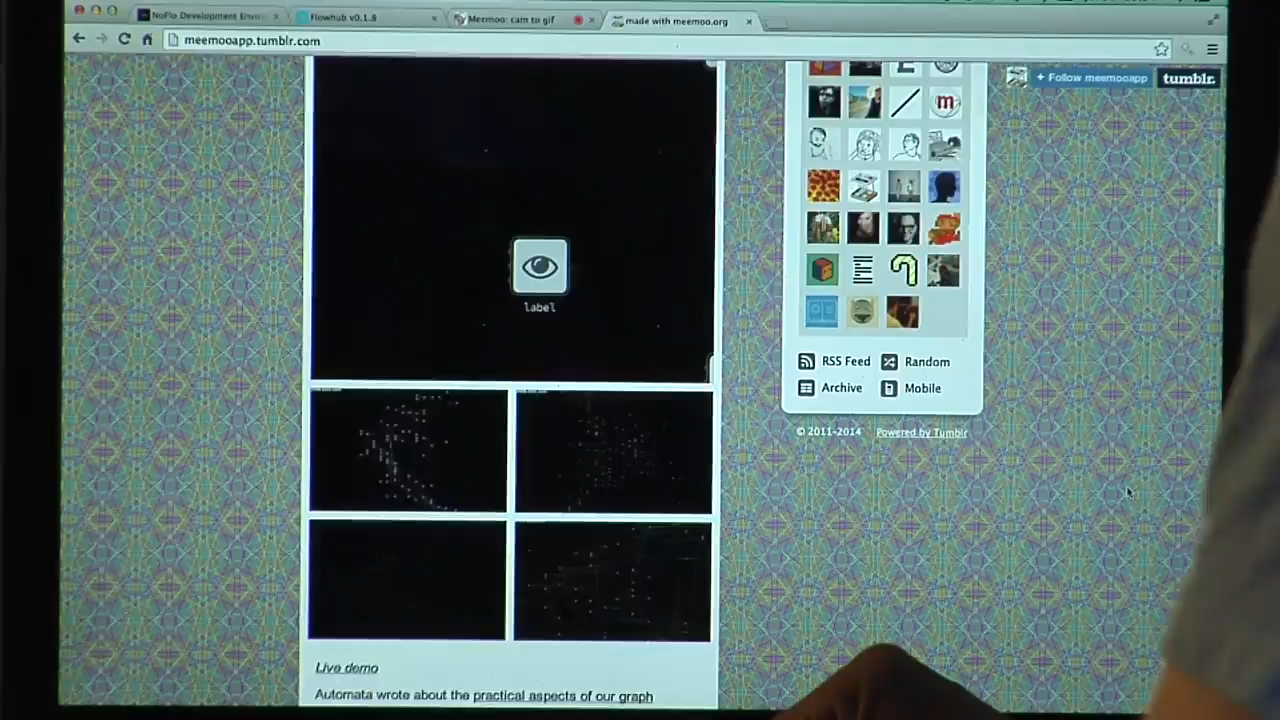 NoFlo Development Enviro
Flowhub v0.1.8
Meemoo: cam to gif
made with meemoo.org
meemooapp.tumblr.com
+ Follow meemooapp
tumblr.
m
label
RSS Feed
Random
Archive
Mobile
© 2011-2014 Powered by Tumblr
Live demo
Automata wrote about the practical aspects of our graph